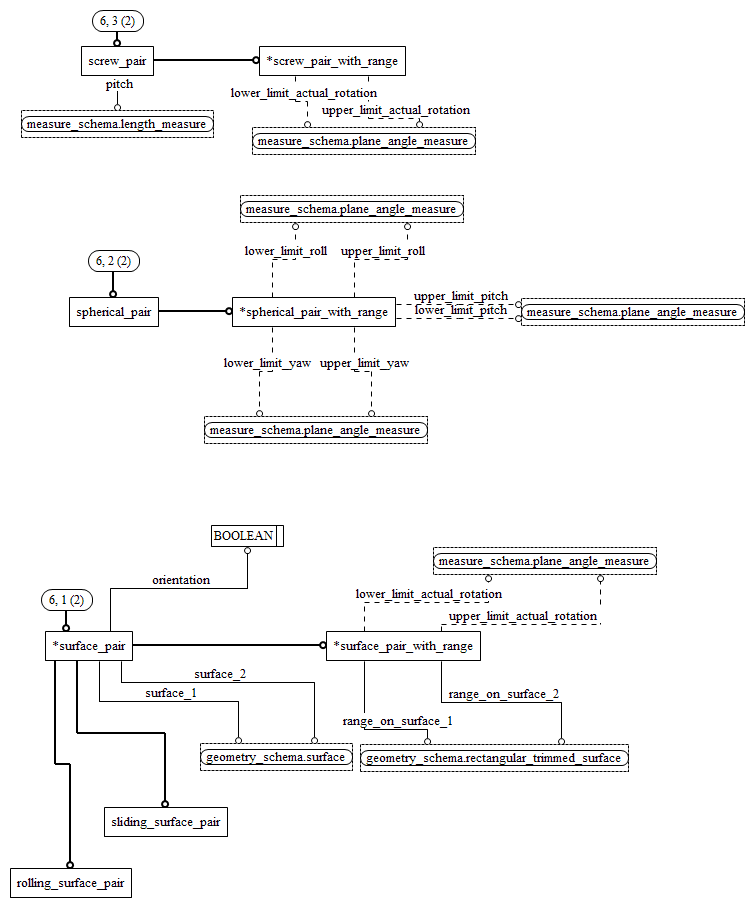 6, 3 (2)
screw_pair
*screw_pair_with_range
pitch
lower_limit_actual_rotation
upper_limit_actual_rotation
measure_schema.length_measure
measure_schema.plane_angle_measure
measure_schema.plane_angle_measure
lower_limit_roll
upper_limit_roll
6, 2 (2)
spherical_pair
*spherical_pair_with_range
upper_limit_pitch
lower_limit_pitch
measure_schema.plane_angle_measure
lower_limit_yaw
upper_limit_yaw
measure_schema.plane_angle_measure
BOOLEAN
measure_schema.plane_angle_measure
orientation
6, 1 (2)
lower_limit_actual_rotation
upper_limit_actual_rotation
*surface_pair
*surface_pair_with_range
surface_2
surface_1
range_on_surface_2
range_on_surface_1
geometry_schema.surface
geometry_schema.rectangular_trimmed_surface
sliding_surface_pair
rolling_surface_pair